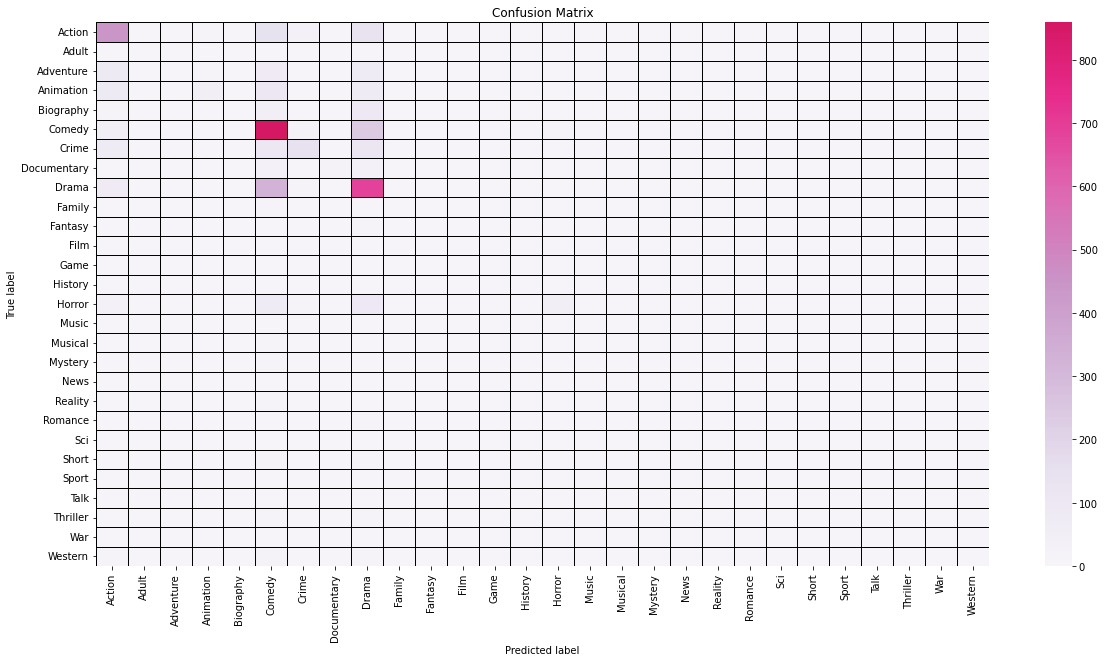 Confusion Matrix
Action
Adult
Adventure
Animation
Biography
Comedy
Crime
Documentary
Drama
Family
Fantasy
Film
Game
History
Horror
Music
Musical
Mystery
News
Reality
Romance
Sci
Short
Sport
Talk
Thriller
War
Western
True label
Action
Adult
Adventure
Animation
Biography
Comedy
Crime
Documentary
Drama
Family
Fantasy
Film
Game
History
Horror
Music
Musical
Mystery
News
Reality
Romance
Sci
Short
Sport
Talk
Thriller
War
Western
Predicted label
800
700
600
500
400
300
200
100
0